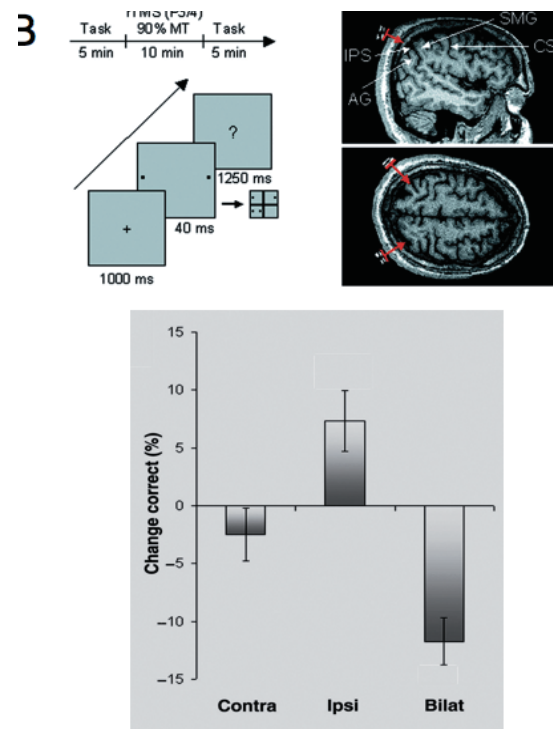 B
rTMS (P3/4)
Task 90% MT Task
5 min 10 min 5 min
?
1250 ms
40 ms
+
1000 ms
SMG
IPS
CS
AG
15
10
5
0
−5
−10
−15
Change correct (%)
Contra Ipsi Bilat